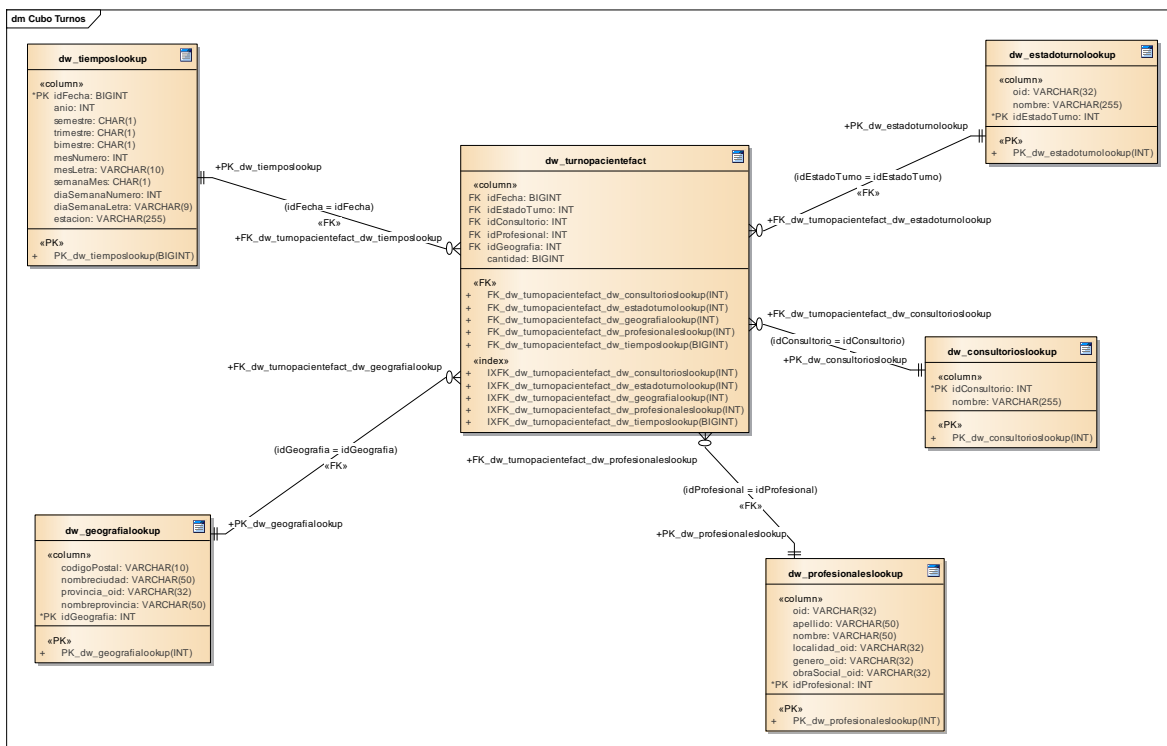 dm Cubo Turnos
dw_tiemposlookup
«column»
*PK idFecha: BIGINT
anio: INT
semestre: CHAR(1)
trimestre: CHAR(1)
bimestre: CHAR(1)
mesNumero: INT
mesLetra: VARCHAR(10)
semanaMes: CHAR(1)
diaSemanaNumero: INT
diaSemanaLetra: VARCHAR(9)
estacion: VARCHAR(255)
«PK»
+ PK_dw_tiemposlookup(BIGINT)
+PK_dw_tiemposlookup
(idFecha = idFecha)
«FK»
+FK_dw_turnopacientefact_dw_tiemposlookup
dw_turnopacientefact
«column»
FK idFecha: BIGINT
FK idEstadoTurno: INT
FK idConsultorio: INT
FK idProfesional: INT
FK idGeografia: INT
cantidad: BIGINT
«FK»
+ FK_dw_turnopacientefact_dw_consultorioslookup(INT)
+ FK_dw_turnopacientefact_dw_estadoturnolookup(INT)
+ FK_dw_turnopacientefact_dw_geografialookup(INT)
+ FK_dw_turnopacientefact_dw_profesionaleslookup(INT)
+ FK_dw_turnopacientefact_dw_tiemposlookup(BIGINT)
«index»
+ IXFK_dw_turnopacientefact_dw_consultorioslookup(INT)
+ IXFK_dw_turnopacientefact_dw_estadoturnolookup(INT)
+ IXFK_dw_turnopacientefact_dw_geografialookup(INT)
+ IXFK_dw_turnopacientefact_dw_profesionaleslookup(INT)
+ IXFK_dw_turnopacientefact_dw_tiemposlookup(BIGINT)
dw_estadoturnolookup
«column»
oid: VARCHAR(32)
nombre: VARCHAR(255)
*PK idEstadoTurno: INT
«PK»
+ PK_dw_estadoturnolookup(INT)
+PK_dw_estadoturnolookup
(idEstadoTurno = idEstadoTurno)
«FK»
+FK_dw_turnopacientefact_dw_estadoturnolookup
+FK_dw_turnopacientefact_dw_consultorioslookup
(idConsultorio = idConsultorio)
+PK_dw_consultorioslookup
«FK»
dw_consultorioslookup
«column»
*PK idConsultorio: INT
nombre: VARCHAR(255)
«PK»
+ PK_dw_consultorioslookup(INT)
+FK_dw_turnopacientefact_dw_geografialookup
(idGeografia = idGeografia)
«FK»
+PK_dw_geografialookup
dw_geografialookup
«column»
codigoPostal: VARCHAR(10)
nombreciudad: VARCHAR(50)
provincia_oid: VARCHAR(32)
nombreprovincia: VARCHAR(50)
*PK idGeografia: INT
«PK»
+ PK_dw_geografialookup(INT)
+FK_dw_turnopacientefact_dw_profesionaleslookup
(idProfesional = idProfesional)
«FK»
+PK_dw_profesionaleslookup
dw_profesionaleslookup
«column»
oid: VARCHAR(32)
apellido: VARCHAR(50)
nombre: VARCHAR(50)
localidad_oid: VARCHAR(32)
genero_oid: VARCHAR(32)
obraSocial_oid: VARCHAR(32)
*PK idProfesional: INT
«PK»
+ PK_dw_profesionaleslookup(INT)